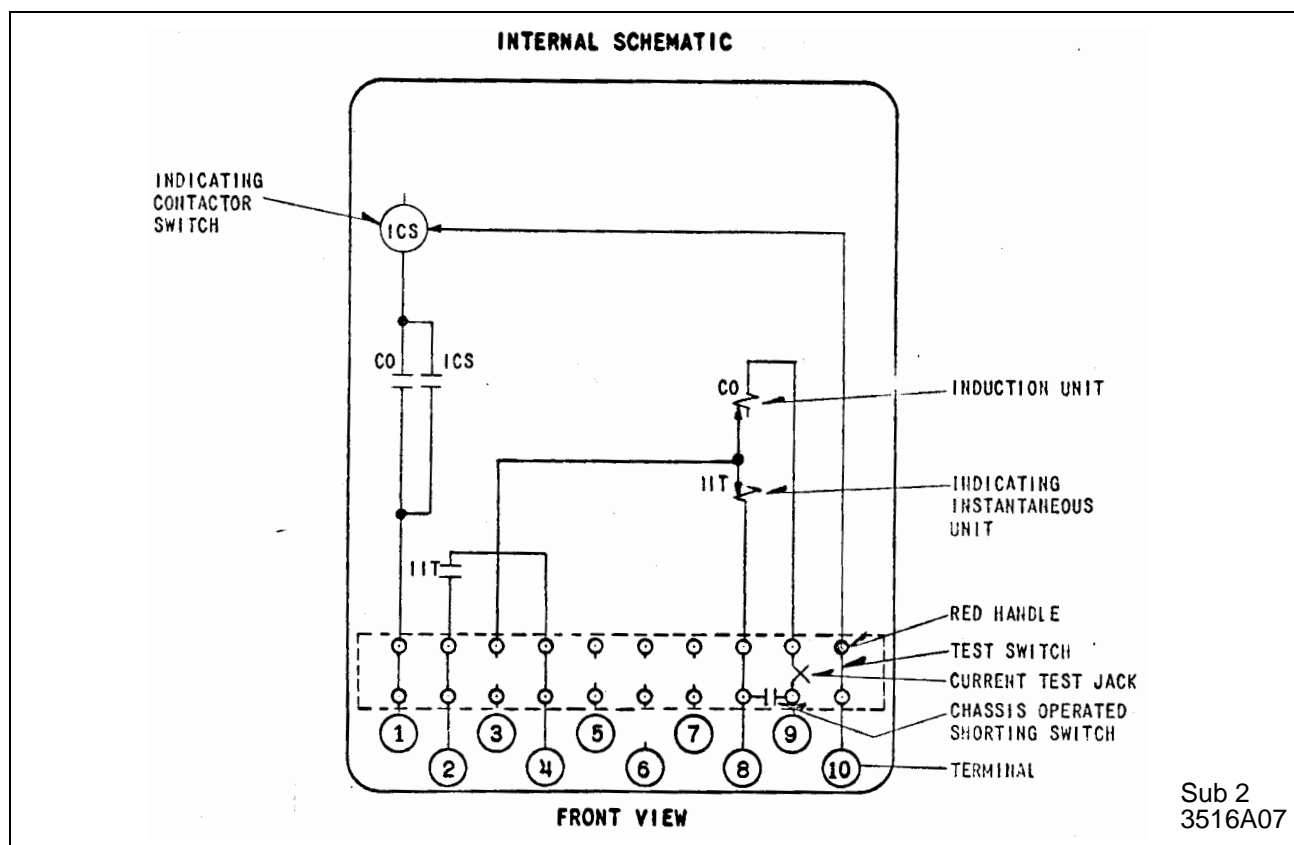 INTERNAL SCHEMATIC
INDICATING
CONTACTOR
SWITCH
ICS
CO
ICS
CO
INDUCTION UNIT
IIT
INDICATING
INSTANTANEOUS
UNIT
IIT
RED HANDLE
TEST SWITCH
CURRENT TEST JACK
CHASSIS OPERATED
SHORTING SWITCH
1
3
5
7
9
2
4
6
8
10
TERMINAL
FRONT VIEW
Sub 2
3516A07